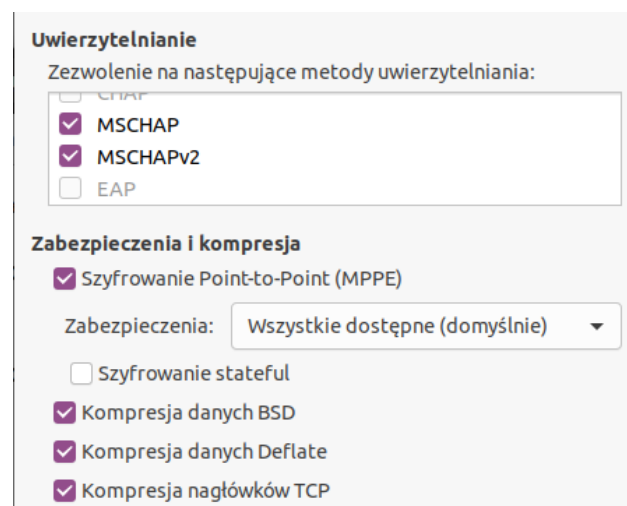 Uwierzytelnianie
Zezwolenie na następujące metody uwierzytelniania:
CHAP
MSCHAP
MSCHAPv2
EAP
Zabezpieczenia i kompresja
Szyfrowanie Point-to-Point (MPPE)
Zabezpieczenia: Wszystkie dostępne (domyślnie)
Szyfrowanie stateful
Kompresja danych BSD
Kompresja danych Deflate
Kompresja nagłówków TCP